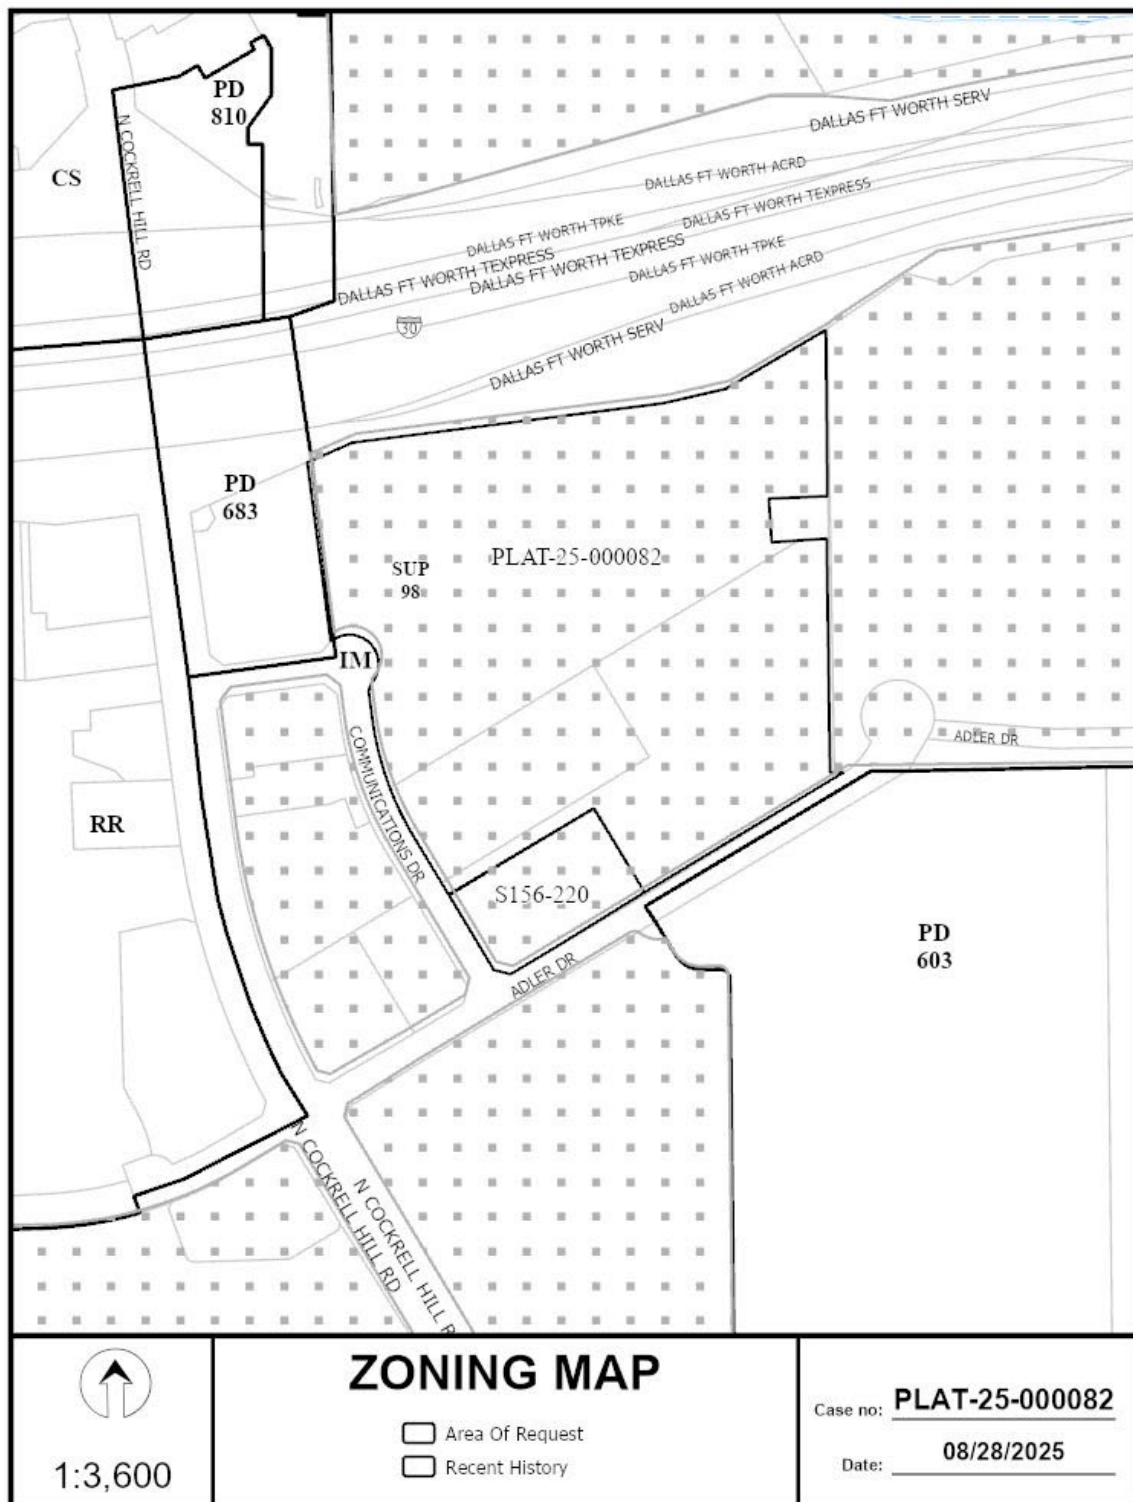 PD
810
CS
N COCKRELL HILL RD
DALLAS FT WORTH SERV
DALLAS FT WORTH ACRD
DALLAS FT WORTH TEXPRESS
DALLAS FT WORTH TPKE
DALLAS FT WORTH TEXPRESS
DALLAS FT WORTH TEXPRESS
DALLAS FT WORTH TPKE
DALLAS FT WORTH ACRD
30
DALLAS FT WORTH SERV
PD
683
SUP
98
PLAT-25-000082
IM
COMMUNICATIONS DR
ADLER DR
RR
S156-220
ADLER DR
PD
603
N COCKRELL HILL RD
N COCKRELL HILL R
1:3,600
ZONING MAP
Area Of Request
Recent History
Case no: PLAT-25-000082
Date: 08/28/2025